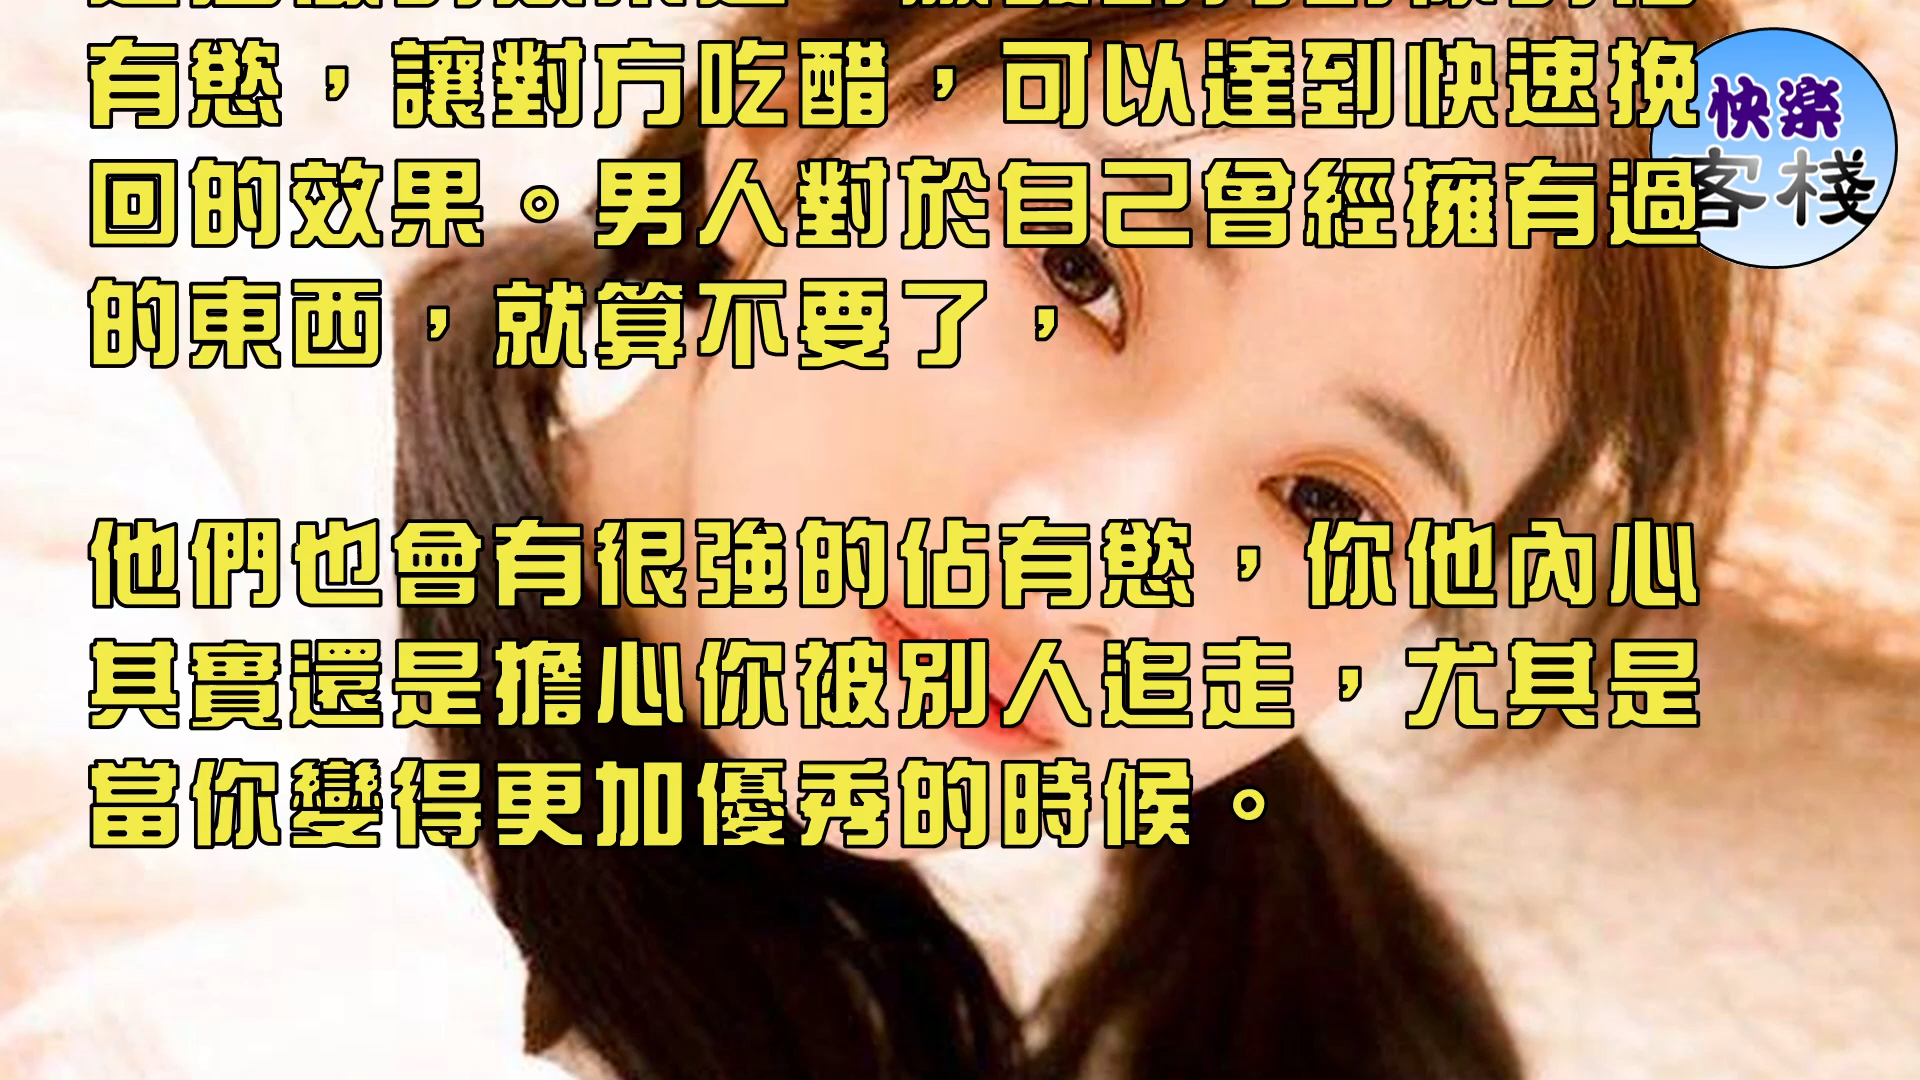 有慾，讓對方吃醋，可以達到快速挽
回的效果。男人對於自己曾經擁有過
的東西，就算不要了，
他們也會有很強的佔有慾，你他內心
其實還是擔心你被別人追走，尤其是
當你變得更加優秀的時候。
快樂
客棧